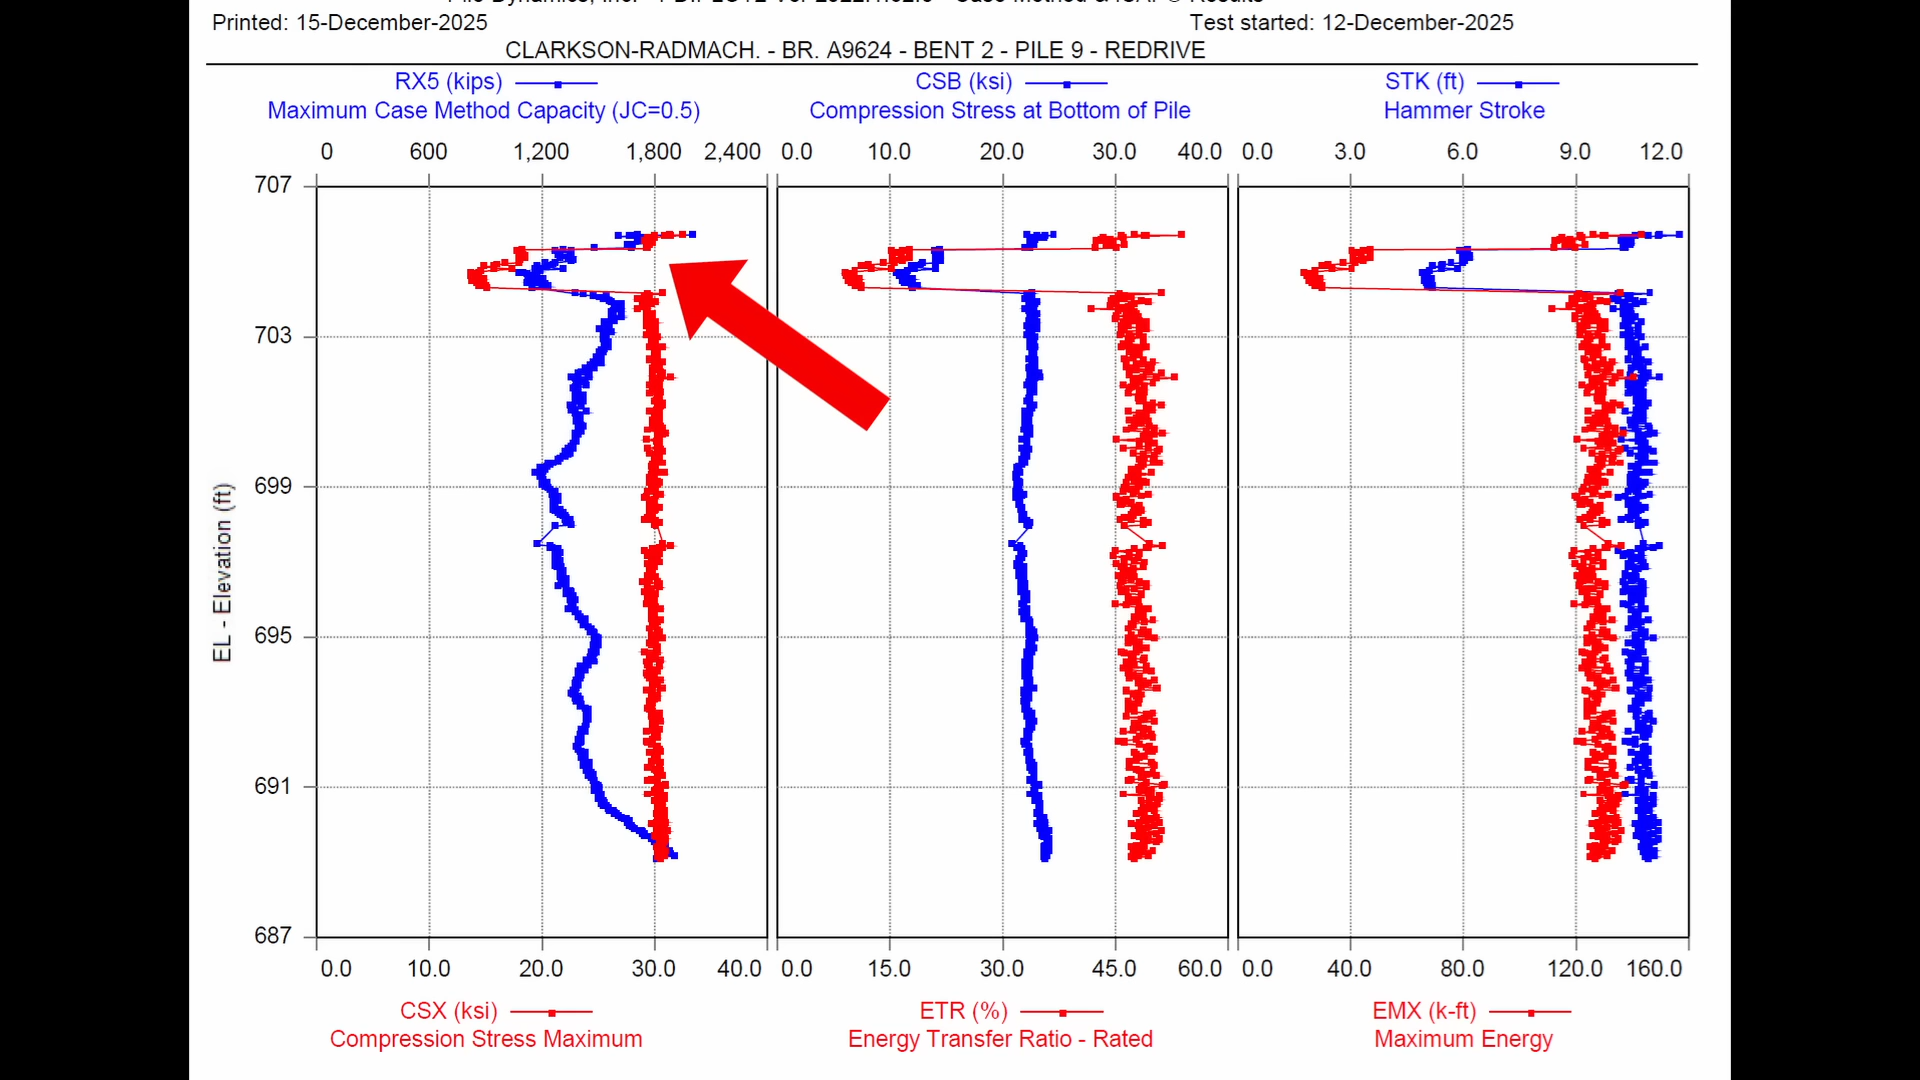 Printed: 15-December-2025
Test started: 12-December-2025
CLARKSON-RADMACH. - BR. A9624 - BENT 2 - PILE 9 - REDRIVE
RX5 (kips)
Maximum Case Method Capacity (JC=0.5)
CSB (ksi)
Compression Stress at Bottom of Pile
STK (ft)
Hammer Stroke
0 600 1,200 1,800 2,400
0.0 10.0 20.0 30.0 40.0
0.0 3.0 6.0 9.0 12.0
707
703
699
695
691
687
EL - Elevation (ft)
0.0 10.0 20.0 30.0 40.0
0.0 15.0 30.0 45.0 60.0
0.0 40.0 80.0 120.0 160.0
CSX (ksi)
Compression Stress Maximum
ETR (%)
Energy Transfer Ratio - Rated
EMX (k-ft)
Maximum Energy